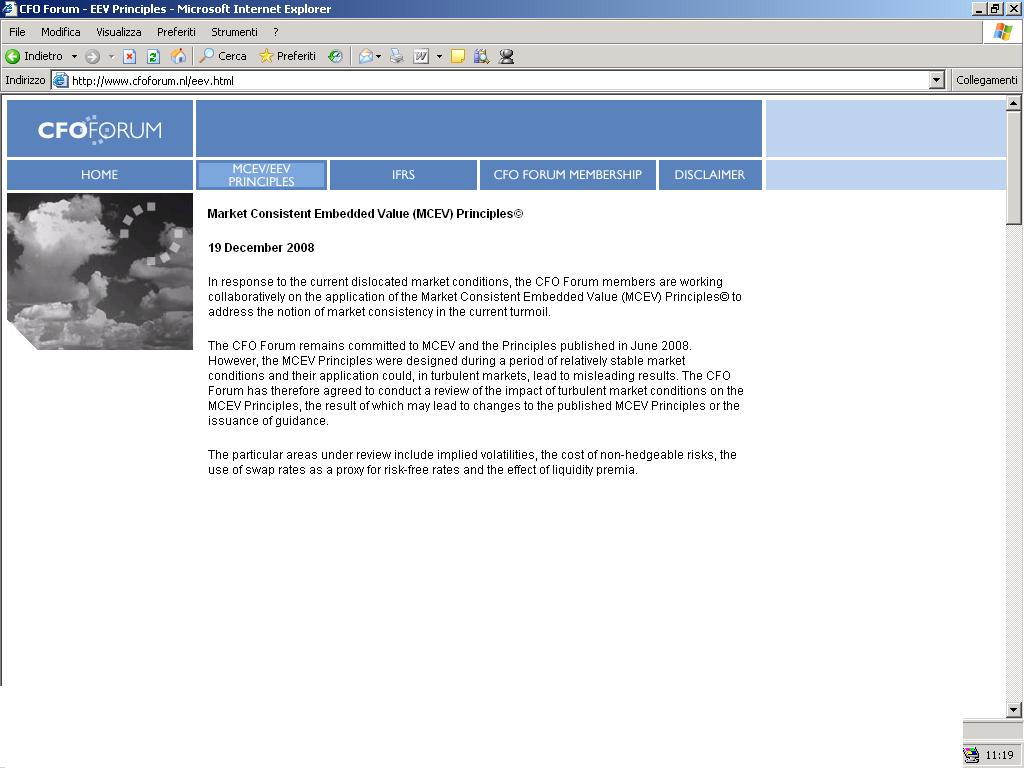 CFO Forum - EEV Principles - Microsoft Internet Explorer
File Modifica Visualizza Preferiti Strumenti ?
Indietro Cerca Preferiti
Indirizzo http://www.cfoforum.nl/eev.html Collegamenti
CFOFORUM
HOME MCEV/EEV PRINCIPLES IFRS CFO FORUM MEMBERSHIP DISCLAIMER
Market Consistent Embedded Value (MCEV) Principles©
19 December 2008
In response to the current dislocated market conditions, the CFO Forum members are working
collaboratively on the application of the Market Consistent Embedded Value (MCEV) Principles© to
address the notion of market consistency in the current turmoil.
The CFO Forum remains committed to MCEV and the Principles published in June 2008.
However, the MCEV Principles were designed during a period of relatively stable market
conditions and their application could, in turbulent markets, lead to misleading results. The CFO
Forum has therefore agreed to conduct a review of the impact of turbulent market conditions on the
MCEV Principles, the result of which may lead to changes to the published MCEV Principles or the
issuance of guidance.
The particular areas under review include implied volatilities, the cost of non-hedgeable risks, the
use of swap rates as a proxy for risk-free rates and the effect of liquidity premia.
11:19